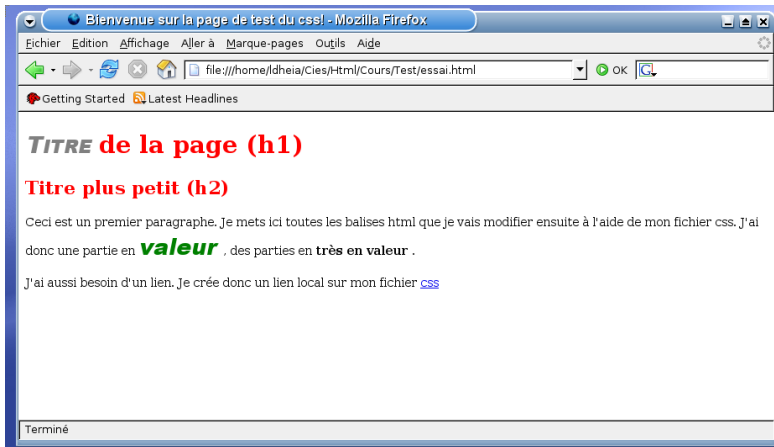 Bienvenue sur la page de test du css! - Mozilla Firefox
Fichier Edition Affichage Aller à Marque-pages Outils Aide
file:///home/ldheia/Cies/Html/Cours/Test/essai.html OK G
Getting Started Latest Headlines
TITRE de la page (h1)
Titre plus petit (h2)
Ceci est un premier paragraphe. Je mets ici toutes les balises html que je vais modifier ensuite à l'aide de mon fichier css. J'ai
donc une partie en valeur , des parties en très en valeur .
J'ai aussi besoin d'un lien. Je crée donc un lien local sur mon fichier css
Terminé